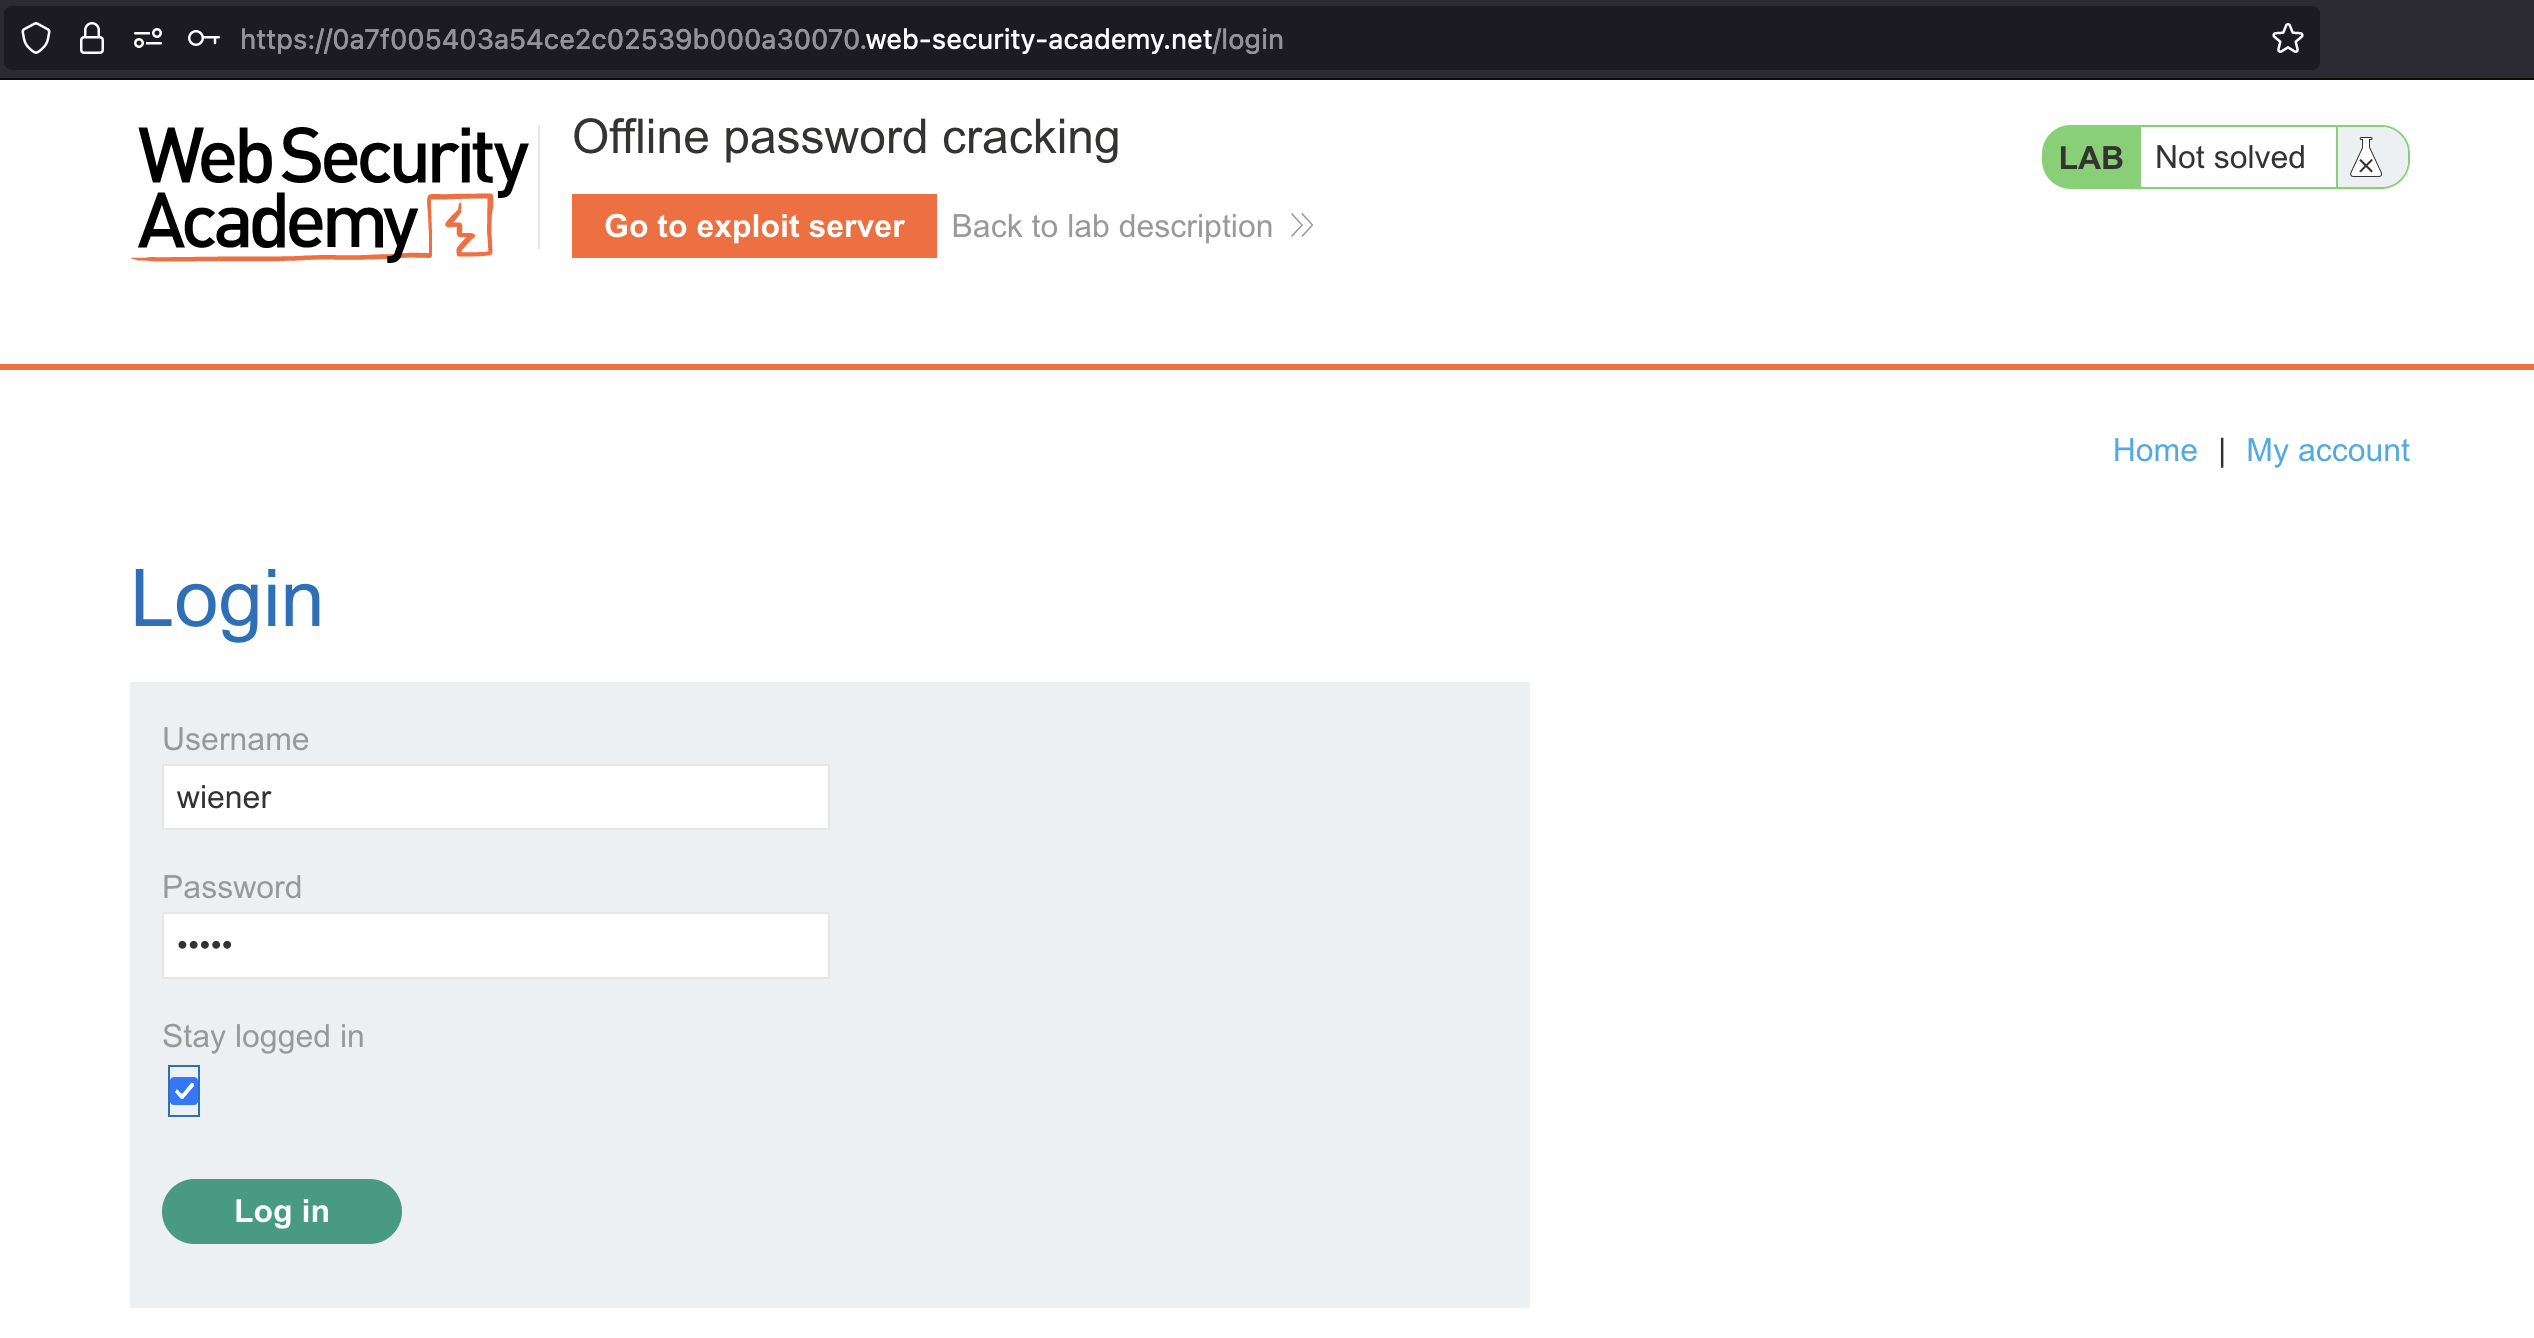 https://0a7f005403a54ce2c02539b000a30070.web-security-academy.net/login
Web Security
Academy
Offline password cracking
Go to exploit server
Back to lab description
LAB
Not solved
Home | My account
Login
Username
wiener
Password
•••••
Stay logged in
Log in